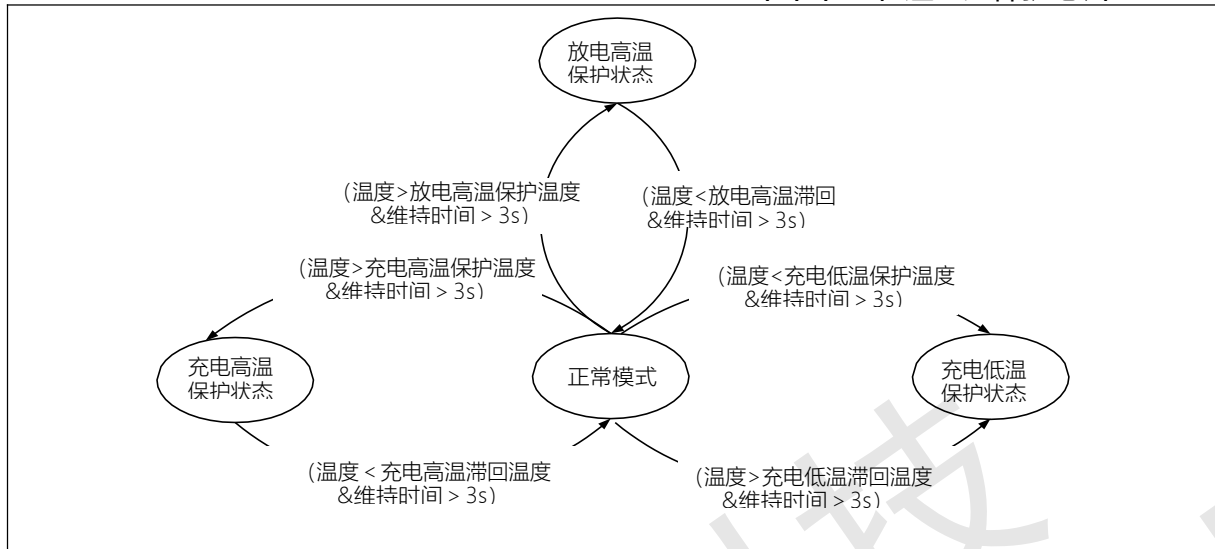 放电高温
保护状态
(温度>放电高温保护温度
&维持时间 > 3s)
(温度<放电高温滞回
&维持时间 > 3s)
(温度>充电高温保护温度
&维持时间 > 3s)
(温度<充电低温保护温度
&维持时间 > 3s)
充电高温
保护状态
正常模式
充电低温
保护状态
(温度 < 充电高温滞回温度
&维持时间 > 3s)
(温度>充电低温滞回温度
&维持时间 > 3s)
技